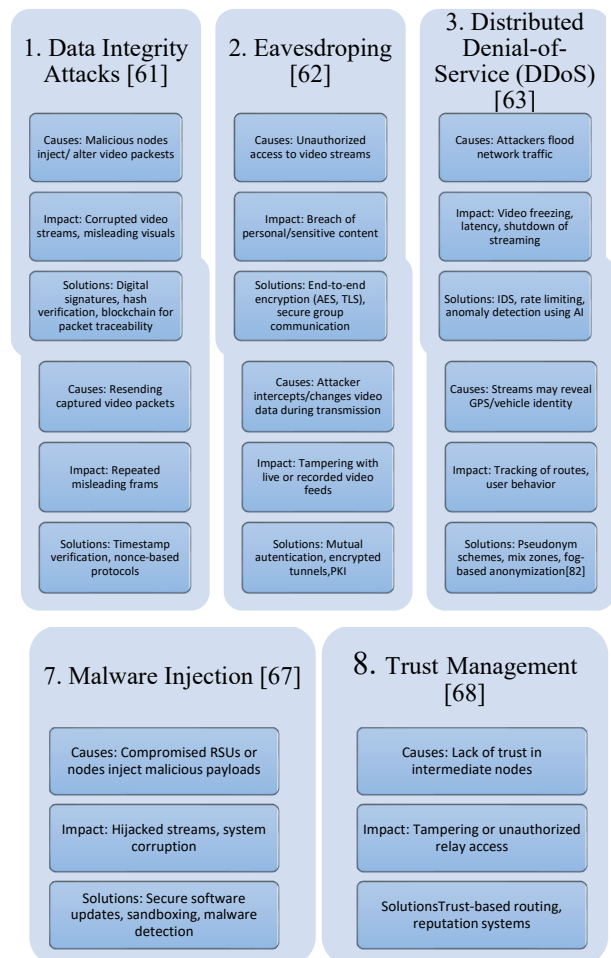 1. Data Integrity
Attacks [61]
Causes: Malicious nodes
inject/ alter video packests
Impact: Corrupted video
streams, misleading visuals
Solutions: Digital
signatures, hash
verification, blockchain for
packet traceability
Causes: Resending
captured video packets
Impact: Repeated
misleading frams
Solutions: Timestamp
verification, nonce-based
protocols
2. Eavesdroping
[62]
Causes: Unauthorized
access to video streams
Impact: Breach of
personal/sensitive content
Solutions: End-to-end
encryption (AES, TLS),
secure group
communication
Causes: Attacker
intercepts/changes video
data during transmission
Impact: Tampering with
live or recorded video
feeds
Solutions: Mutual
autentication, encrypted
tunnels,PKI
3. Distributed
Denial-of-
Service (DDoS)
[63]
Causes: Attackers flood
network traffic
Impact: Video freezing,
latency, shutdown of
streaming
Solutions: IDS, rate limiting,
anomaly detection using AI
Causes: Streams may reveal
GPS/vehicle identity
Impact: Tracking of routes,
user behavior
Solutions: Pseudonym
schemes, mix zones, fog-
based anonymization[82]
7. Malware Injection [67]
Causes: Compromised RSUs or
nodes inject malicious payloads
Impact: Hijacked streams, system
corruption
Solutions: Secure software
updates, sandboxing, malware
detection
8. Trust Management
[68]
Causes: Lack of trust in
intermediate nodes
Impact: Tampering or unauthorized
relay access
SolutionsTrust-based routing,
reputation systems